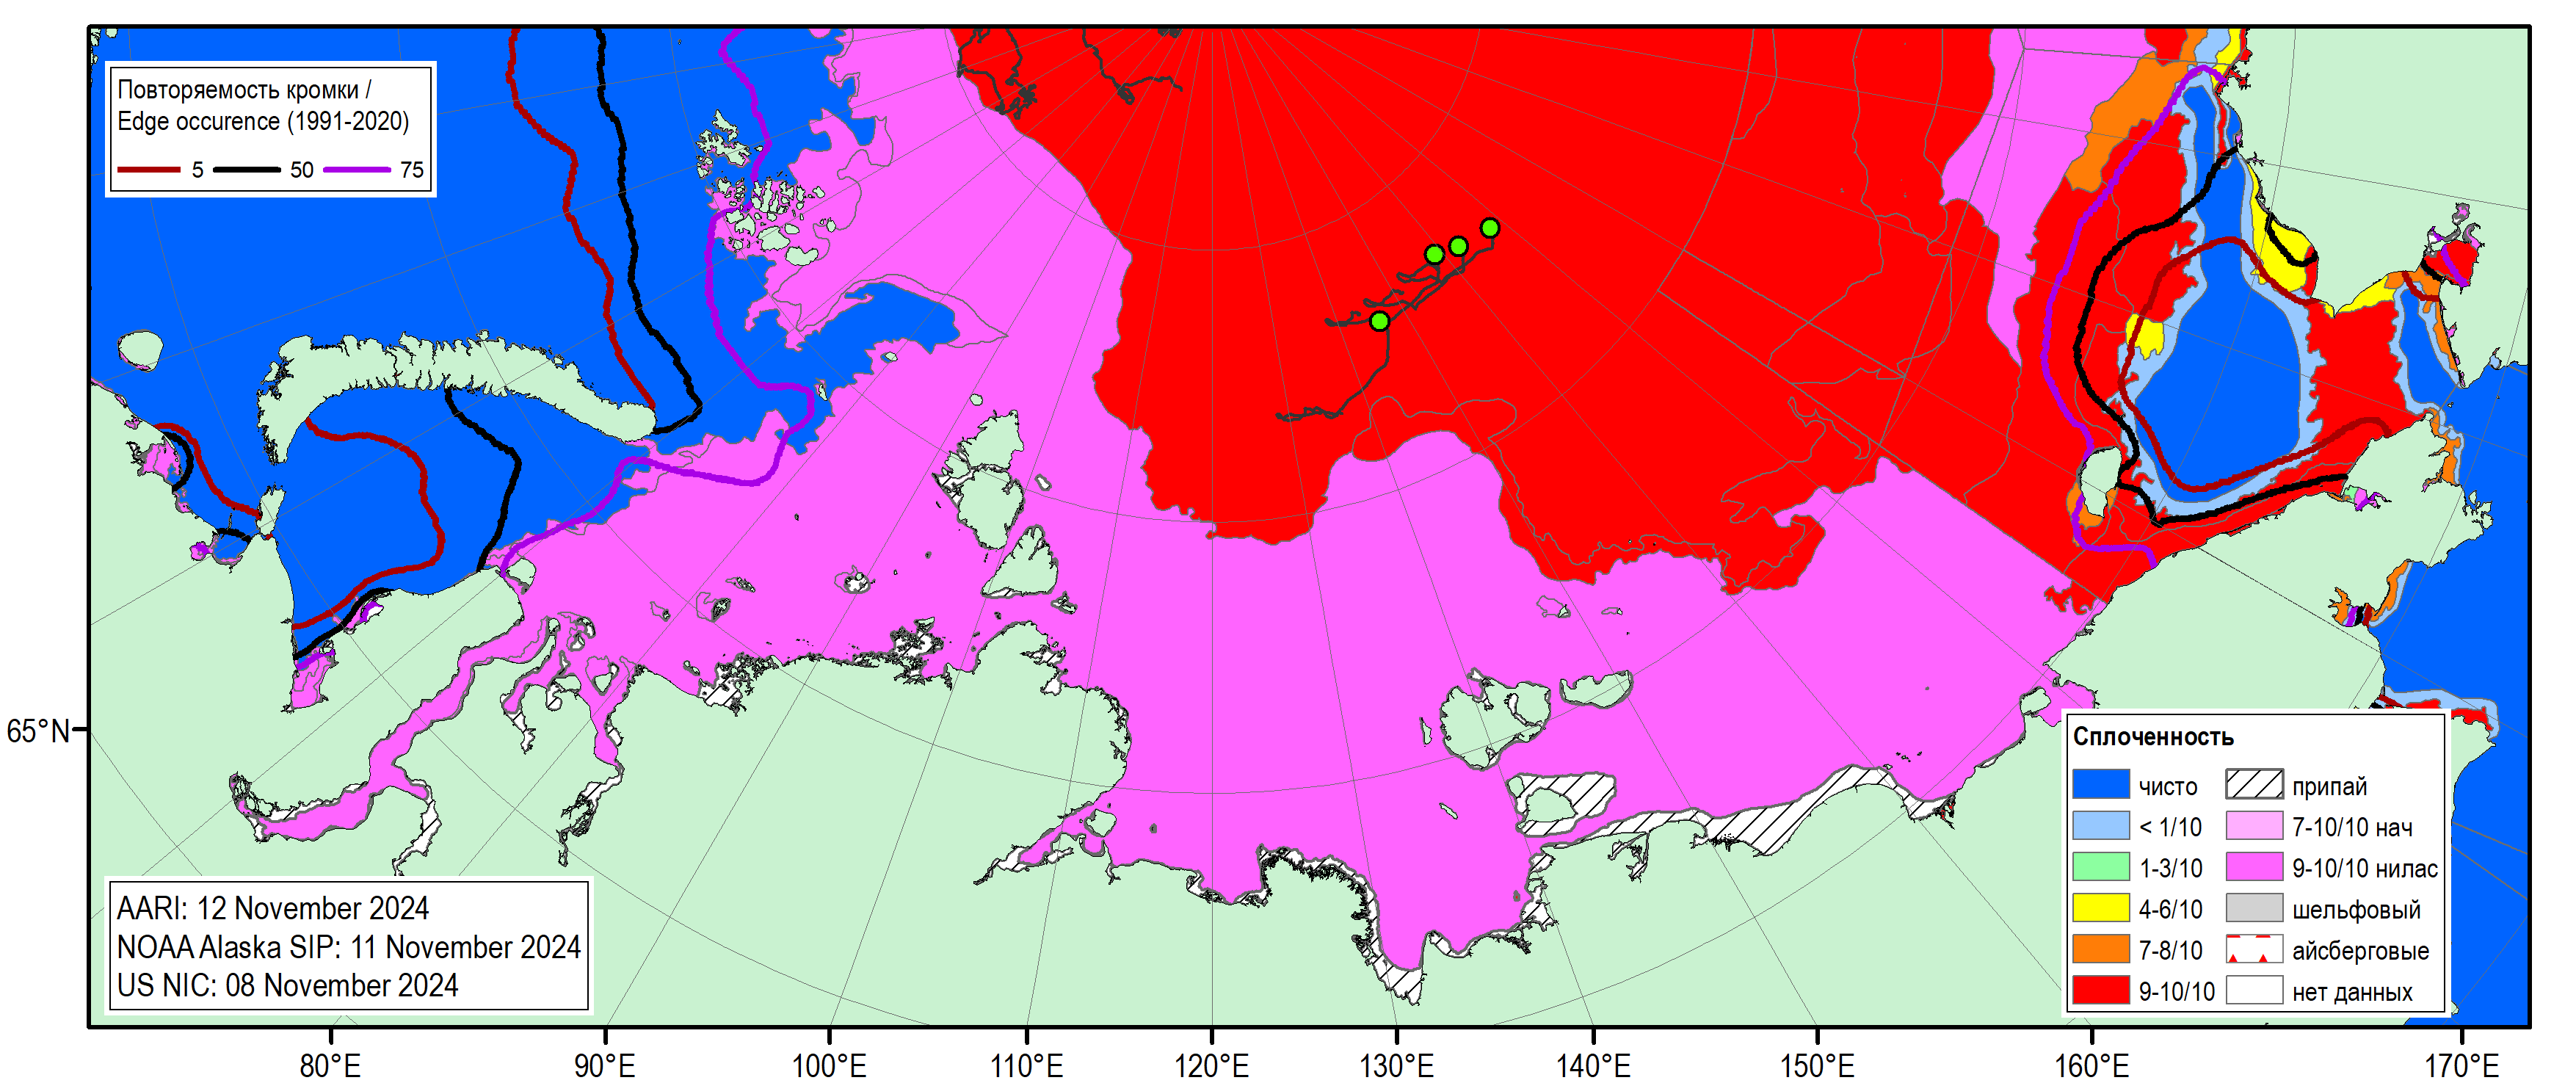 Повторяемость кромки /
Edge occurence (1991-2020)
5 50 75
65°N
AARI: 12 November 2024
NOAA Alaska SIP: 11 November 2024
US NIC: 08 November 2024
Сплоченность
чисто
< 1/10
1-3/10
4-6/10
7-8/10
9-10/10
припай
7-10/10 нач
9-10/10 нилас
шельфовый
айсберговые
нет данных
80°E 90°E 100°E 110°E 120°E 130°E 140°E 150°E 160°E 170°E